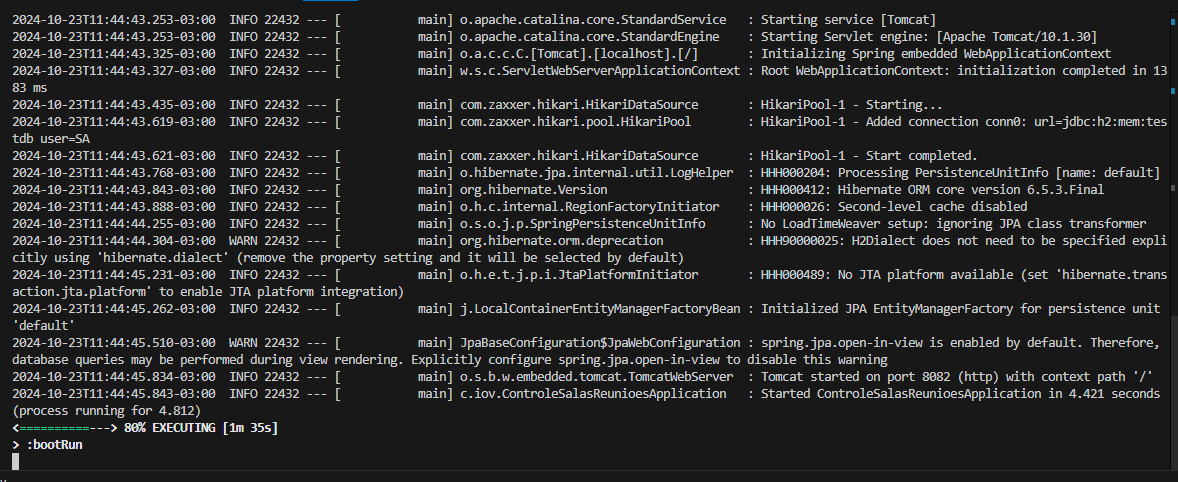 2024-10-23T11:44:43.253-03:00  INFO 22432 --- [           main] o.apache.catalina.core.StandardService   : Starting service [Tomcat]
2024-10-23T11:44:43.253-03:00  INFO 22432 --- [           main] o.apache.catalina.core.StandardEngine    : Starting Servlet engine: [Apache Tomcat/10.1.30]
2024-10-23T11:44:43.325-03:00  INFO 22432 --- [           main] o.a.c.c.C.[Tomcat].[localhost].[/]       : Initializing Spring embedded WebApplicationContext
2024-10-23T11:44:43.327-03:00  INFO 22432 --- [           main] w.s.c.ServletWebServerApplicationContext : Root WebApplicationContext: initialization completed in 13
83 ms
2024-10-23T11:44:43.435-03:00  INFO 22432 --- [           main] com.zaxxer.hikari.HikariDataSource       : HikariPool-1 - Starting...
2024-10-23T11:44:43.619-03:00  INFO 22432 --- [           main] com.zaxxer.hikari.pool.HikariPool        : HikariPool-1 - Added connection conn0: url=jdbc:h2:mem:tes
tdb user=SA
2024-10-23T11:44:43.621-03:00  INFO 22432 --- [           main] com.zaxxer.hikari.HikariDataSource       : HikariPool-1 - Start completed.
2024-10-23T11:44:43.768-03:00  INFO 22432 --- [           main] o.hibernate.jpa.internal.util.LogHelper  : HHH000204: Processing PersistenceUnitInfo [name: default]
2024-10-23T11:44:43.843-03:00  INFO 22432 --- [           main] org.hibernate.Version                    : HHH000412: Hibernate ORM core version 6.5.3.Final
2024-10-23T11:44:43.888-03:00  INFO 22432 --- [           main] o.h.c.internal.RegionFactoryInitiator    : HHH000026: Second-level cache disabled
2024-10-23T11:44:44.255-03:00  INFO 22432 --- [           main] o.s.o.j.p.SpringPersistenceUnitInfo      : No LoadTimeWeaver setup: ignoring JPA class transformer
2024-10-23T11:44:44.304-03:00  WARN 22432 --- [           main] org.hibernate.orm.deprecation            : HHH90000025: H2Dialect does not need to be specified expli
citly using 'hibernate.dialect' (remove the property setting and it will be selected by default)
2024-10-23T11:44:45.231-03:00  INFO 22432 --- [           main] o.h.e.t.j.p.i.JtaPlatformInitiator       : HHH000489: No JTA platform available (set 'hibernate.trans
action.jta.platform' to enable JTA platform integration)
2024-10-23T11:44:45.262-03:00  INFO 22432 --- [           main] j.LocalContainerEntityManagerFactoryBean : Initialized JPA EntityManagerFactory for persistence unit
'default'
2024-10-23T11:44:45.510-03:00  WARN 22432 --- [           main] JpaBaseConfiguration$JpaWebConfiguration : spring.jpa.open-in-view is enabled by default. Therefore,
database queries may be performed during view rendering. Explicitly configure spring.jpa.open-in-view to disable this warning
2024-10-23T11:44:45.834-03:00  INFO 22432 --- [           main] o.s.b.w.embedded.tomcat.TomcatWebServer  : Tomcat started on port 8082 (http) with context path '/'
2024-10-23T11:44:45.843-03:00  INFO 22432 --- [           main] c.iov.ControleSalasReunioesApplication   : Started ControleSalasReunioesApplication in 4.421 seconds
(process running for 4.812)
<==========---> 80% EXECUTING [1m 35s]
> :bootRun